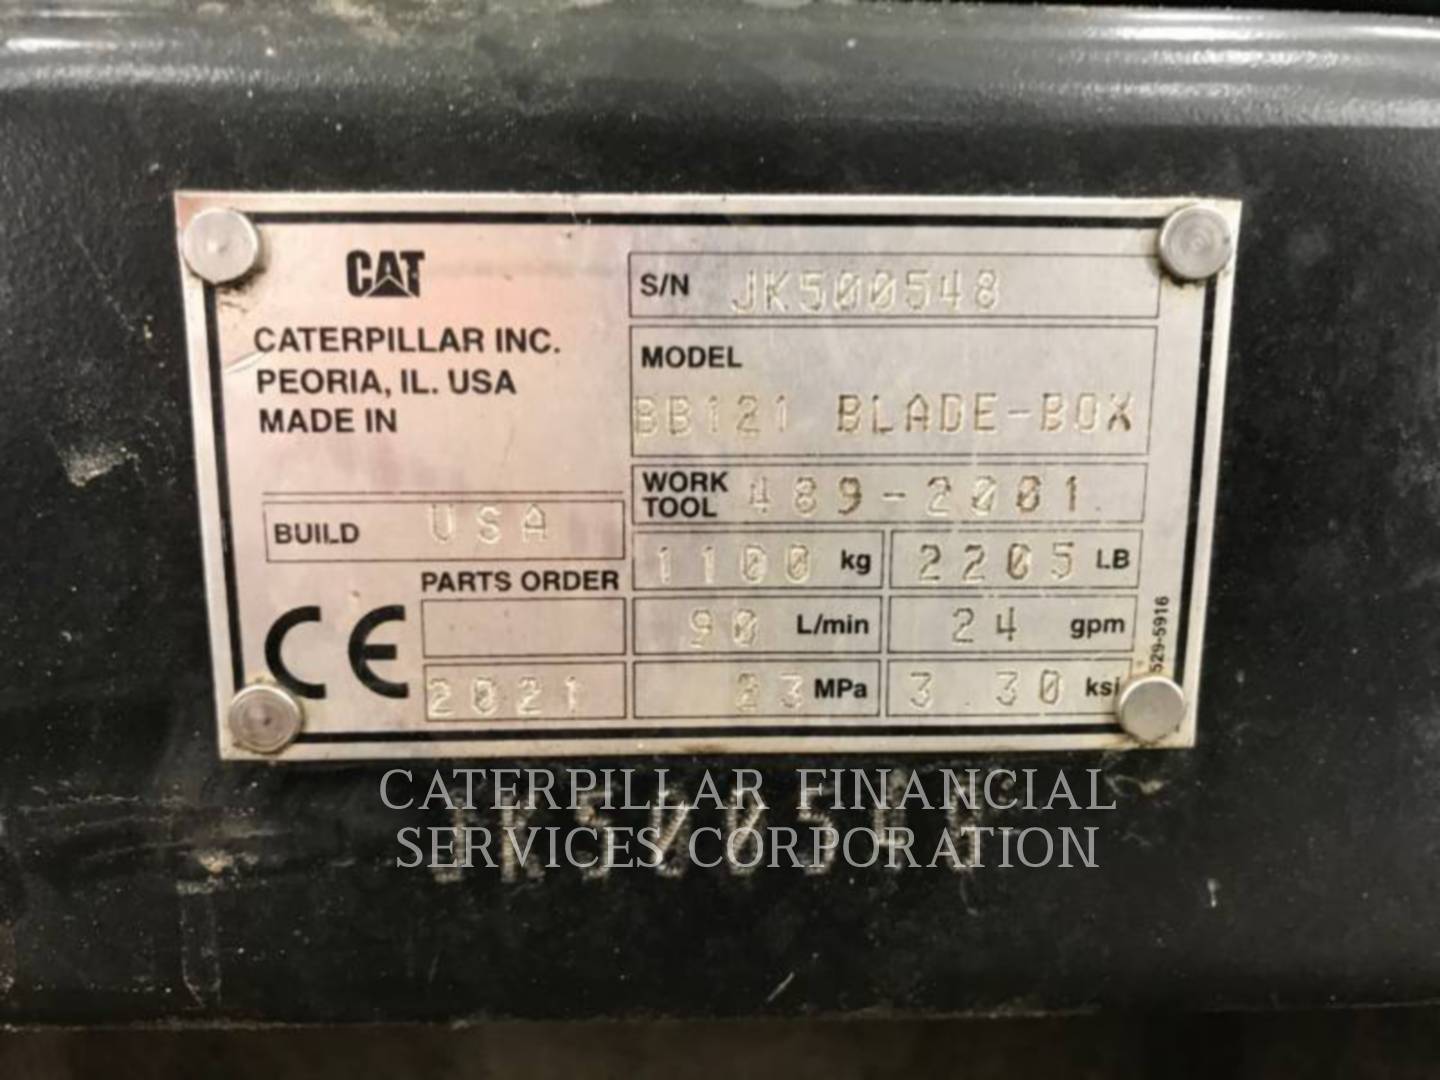 CAT
CATERPILLAR INC.
PEORIA, IL. USA
MADE IN
BUILD USA
PARTS ORDER
CE
2021
S/N JK500548
MODEL
BB121 BLADE-BOX
WORK TOOL 489-2001
1100 kg 2205 LB
90 L/min 24 gpm
23 MPa 3.30 ksi
529-5916
JK500548
CATERPILLAR FINANCIAL
SERVICES CORPORATION